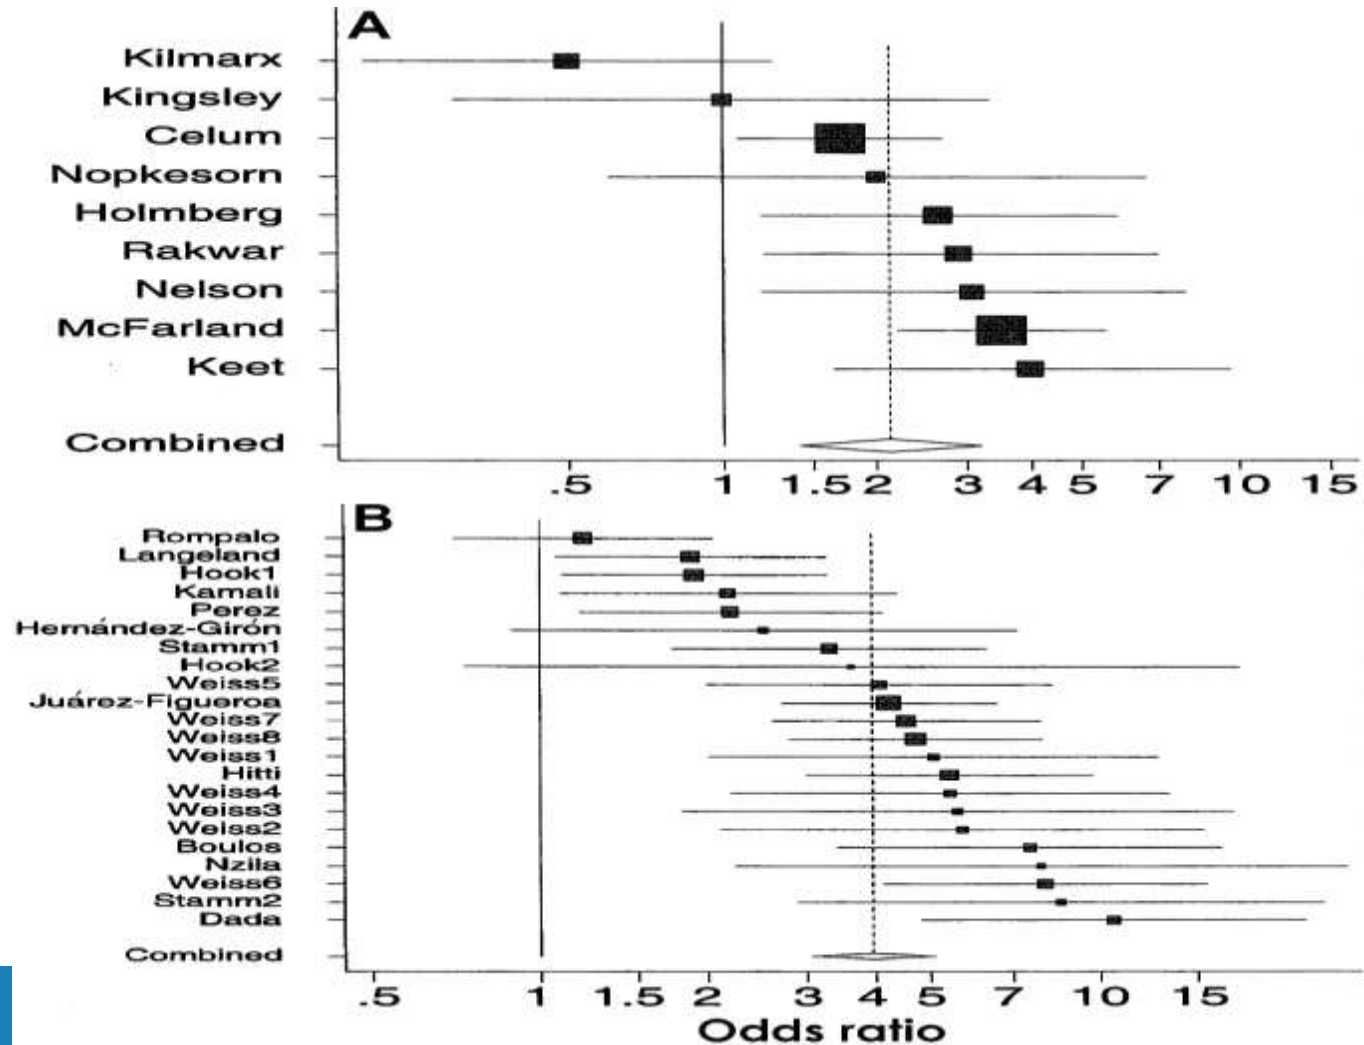 A
Kilmarx
Kingsley
Celum
Nopkesorn
Holmberg
Rakwar
Nelson
McFarland
Keet
Combined
.5 1 1.5 2 3 4 5 7 10 15
B
Rompalo
Langeland
Hook1
Kamali
Perez
Hernández-Girón
Stamm1
Hook2
Weiss5
Juárez-Figueroa
Weiss7
Weiss8
Weiss1
Hitti
Weiss4
Weiss3
Weiss2
Boulos
Nzila
Weiss6
Stamm2
Dada
Combined
.5 1 1.5 2 3 4 5 7 10 15
Odds ratio